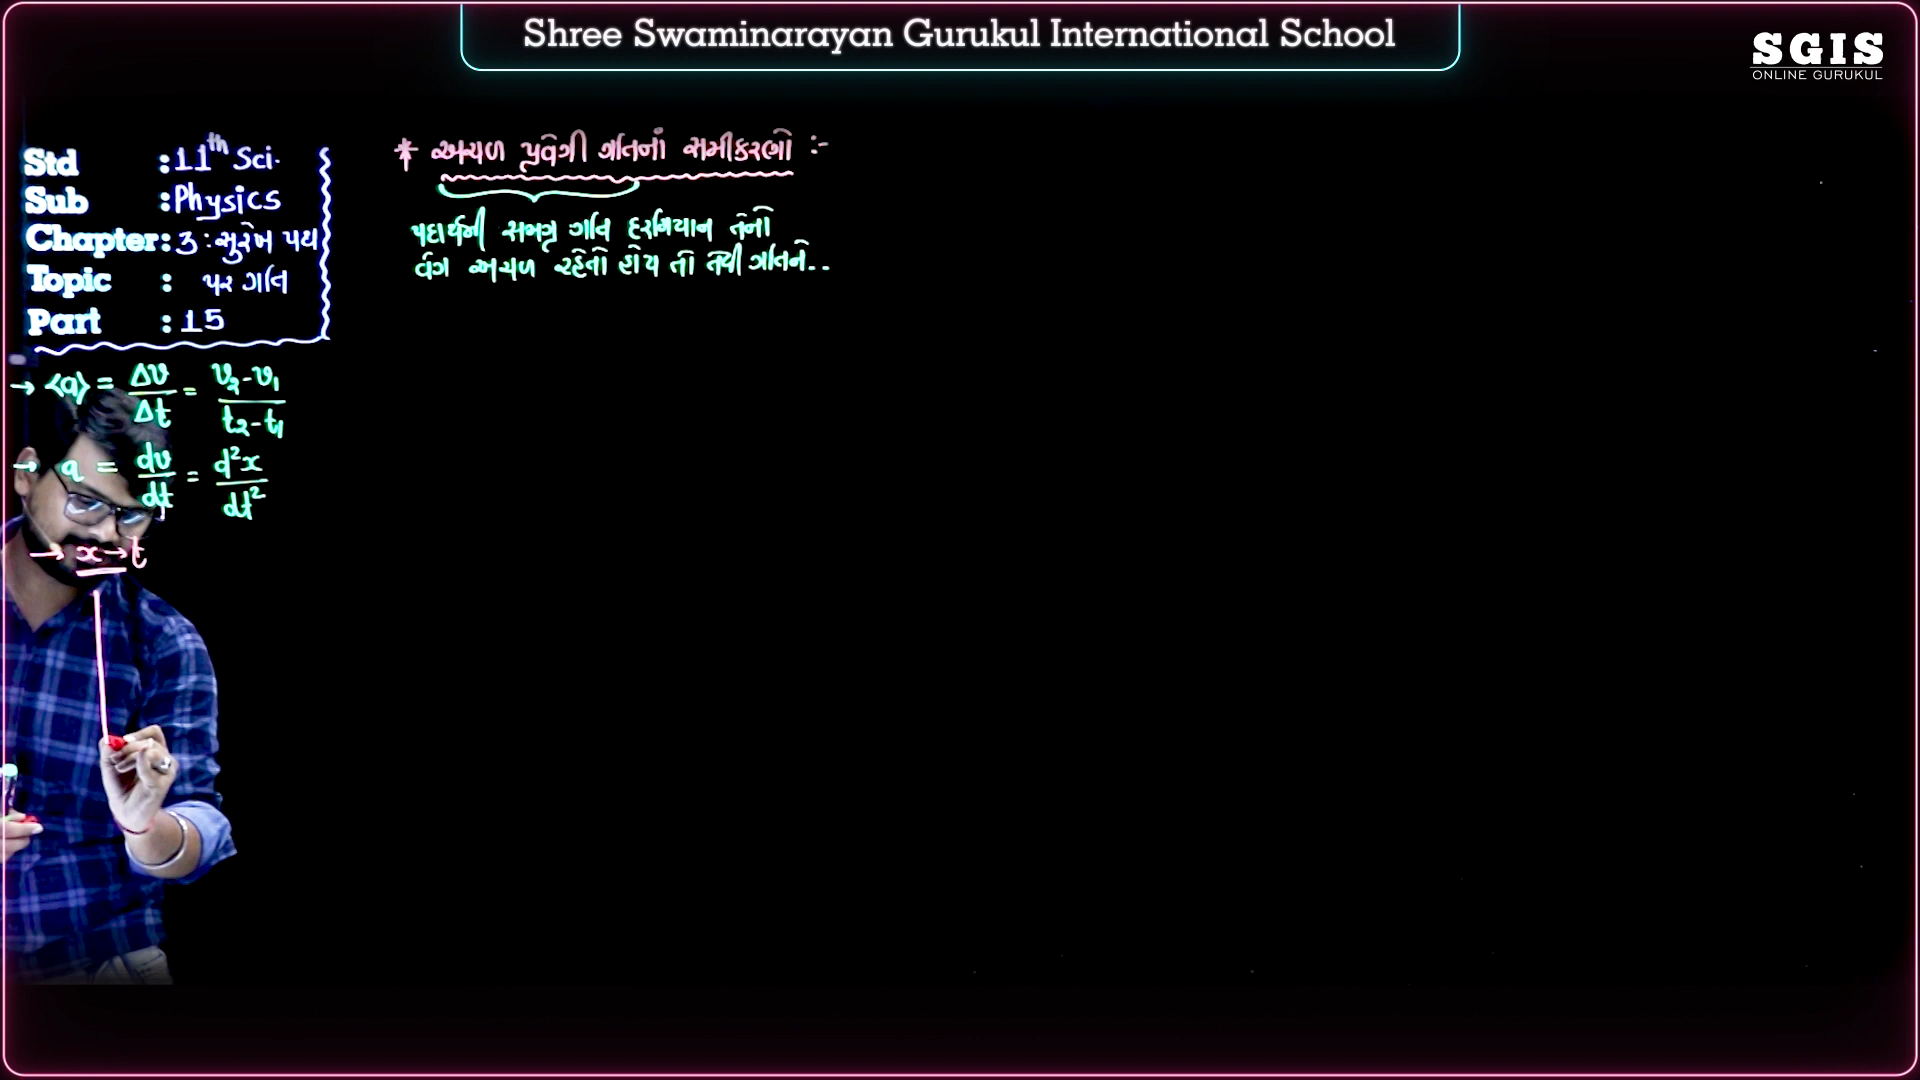 Shree Swaminarayan Gurukul International School
SGIS
ONLINE GURUKUL
Std : 11th Sci.
Sub : Physics
Chapter : 3 : સુરેખ પથ
Topic : પર ગતિ
Part : 15
→ <a> = Δv/Δt = v₂-v₁/t₂-t₁
→ a = dv/dt = d²x/dt²
→ x→t
* અચળ પ્રવેગી ગતિનાં સમીકરણો :-
પદાર્થની સમગ્ર ગતિ દરમિયાન તેનો
વેગ અચળ રહેતો હોય તો તેવી ગતિને..